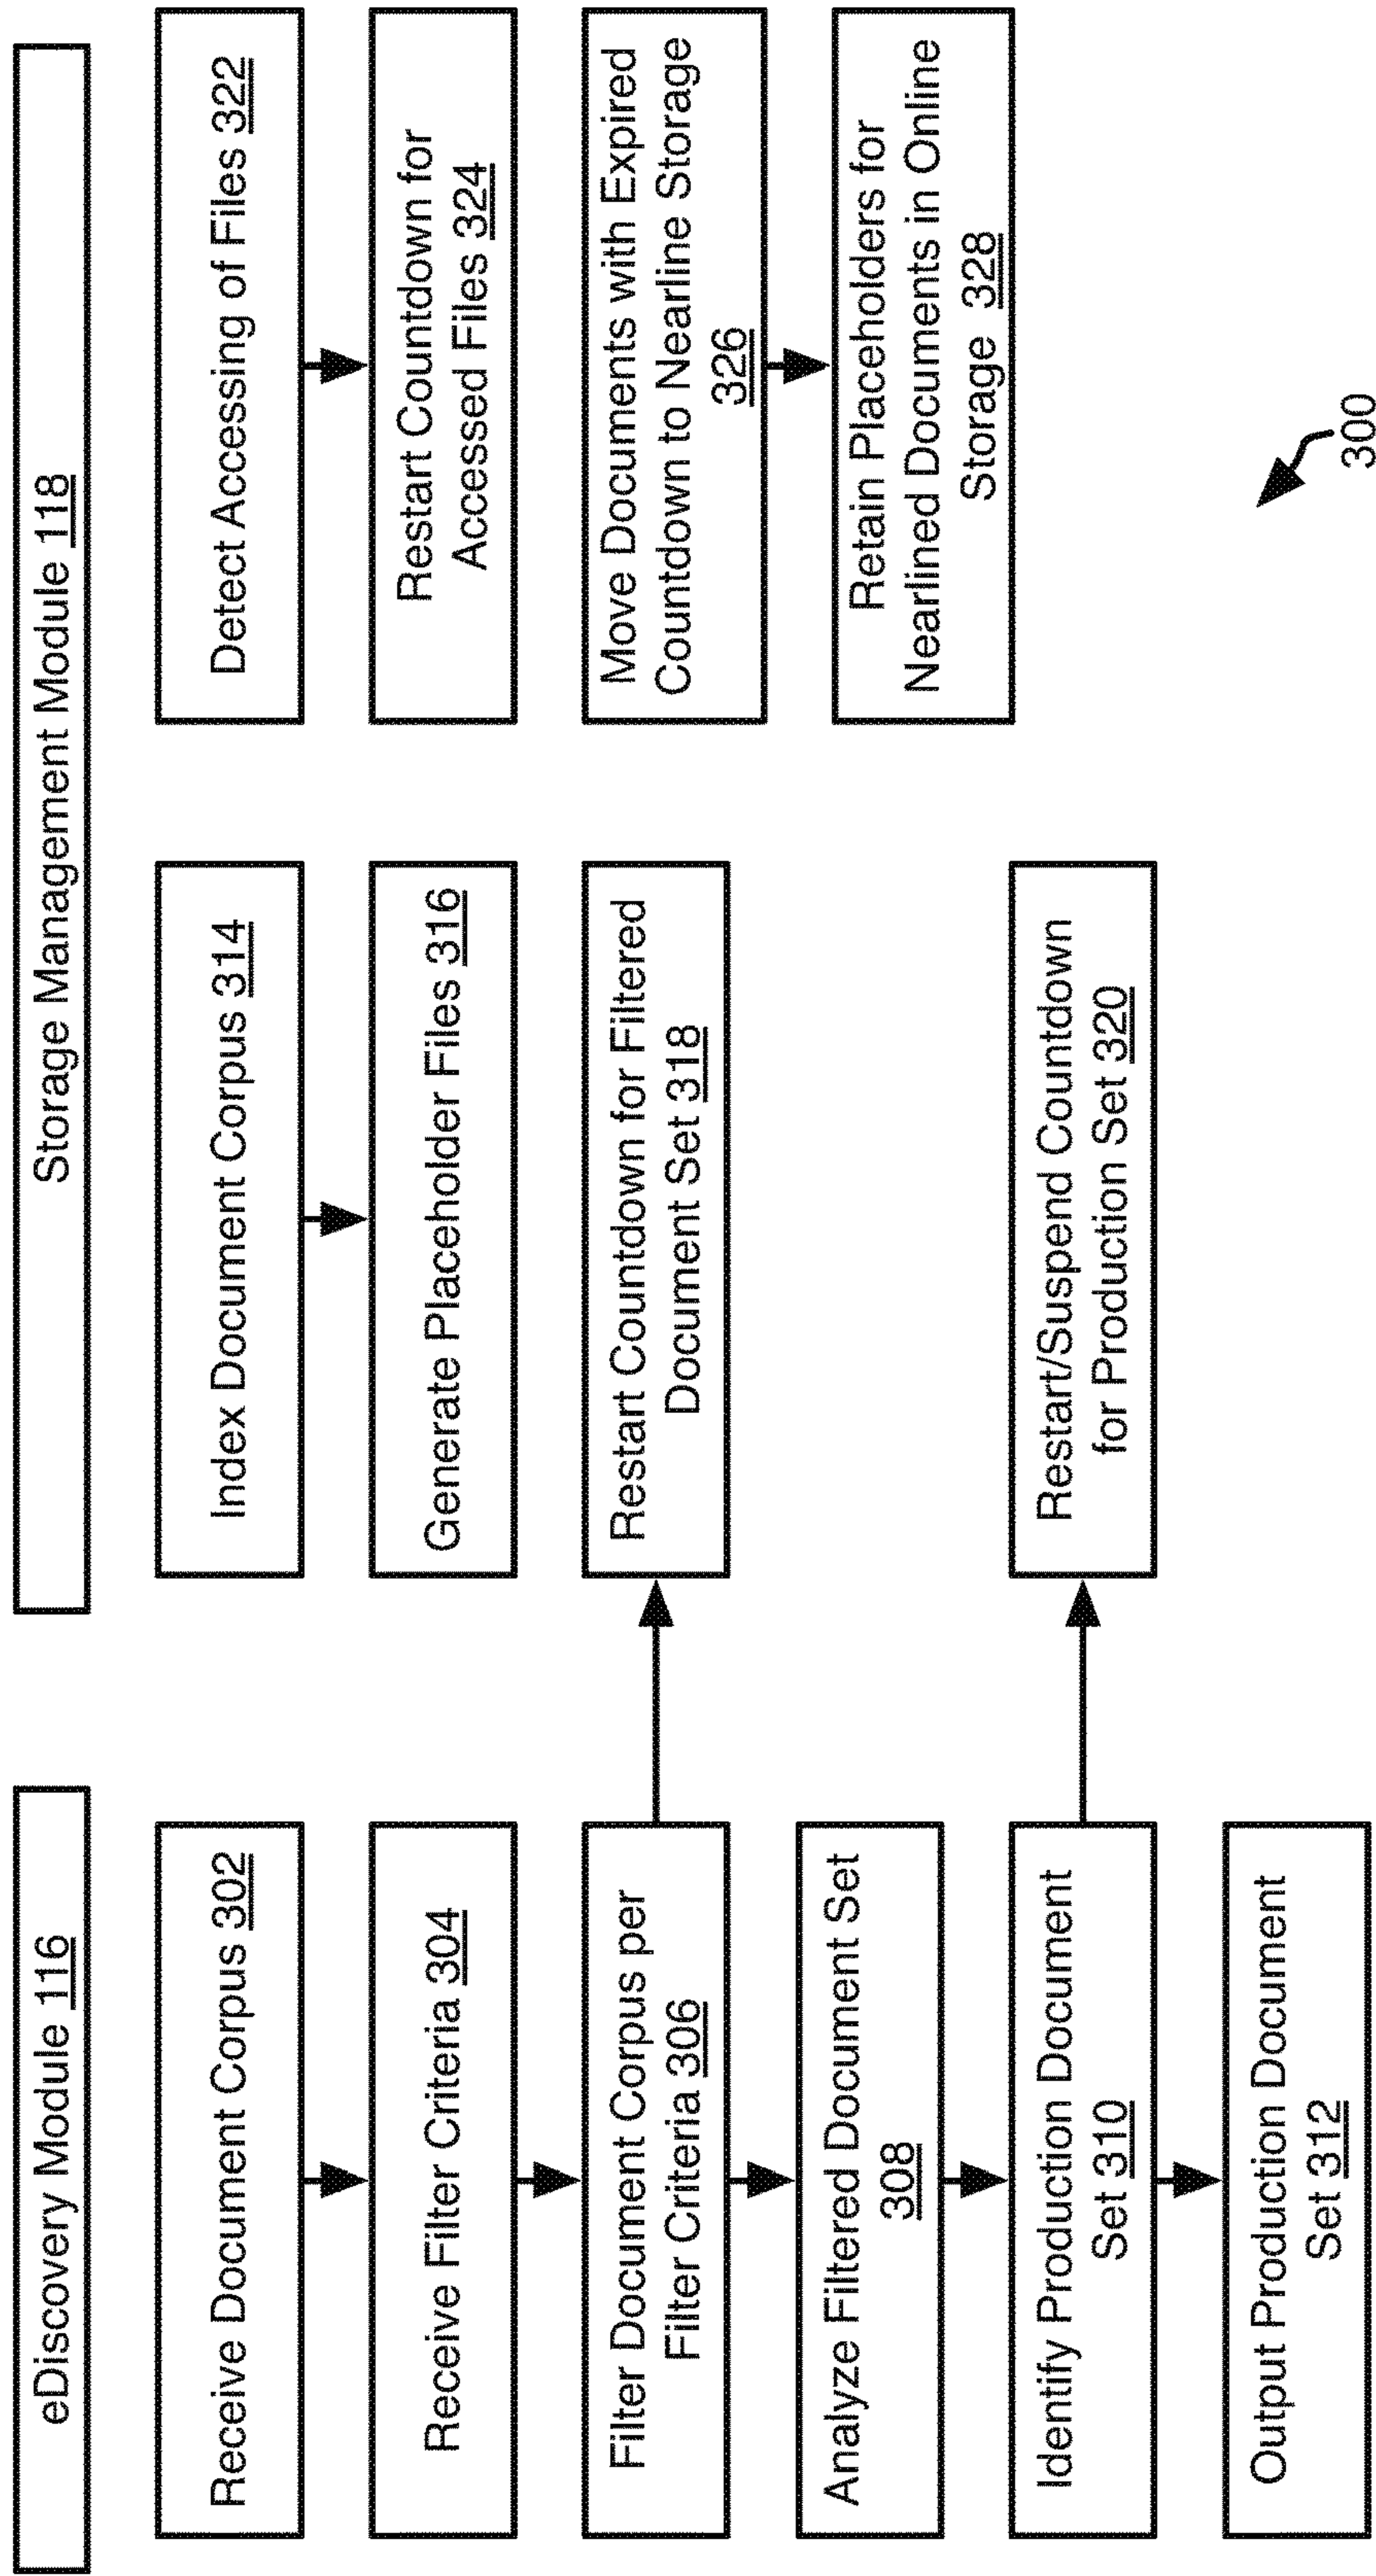 eDiscovery Module 116
Receive Document Corpus 302
Receive Filter Criteria 304
Filter Document Corpus per
Filter Criteria 306
Analyze Filtered Document Set
308
Identify Production Document
Set 310
Output Production Document
Set 312
Storage Management Module 118
Index Document Corpus 314
Generate Placeholder Files 316
Restart Countdown for Filtered
Document Set 318
Restart/Suspend Countdown
for Production Set 320
Detect Accessing of Files 322
Restart Countdown for
Accessed Files 324
Move Documents with Expired
Countdown to Nearline Storage
326
Retain Placeholders for
Nearlined Documents in Online
Storage 328
300